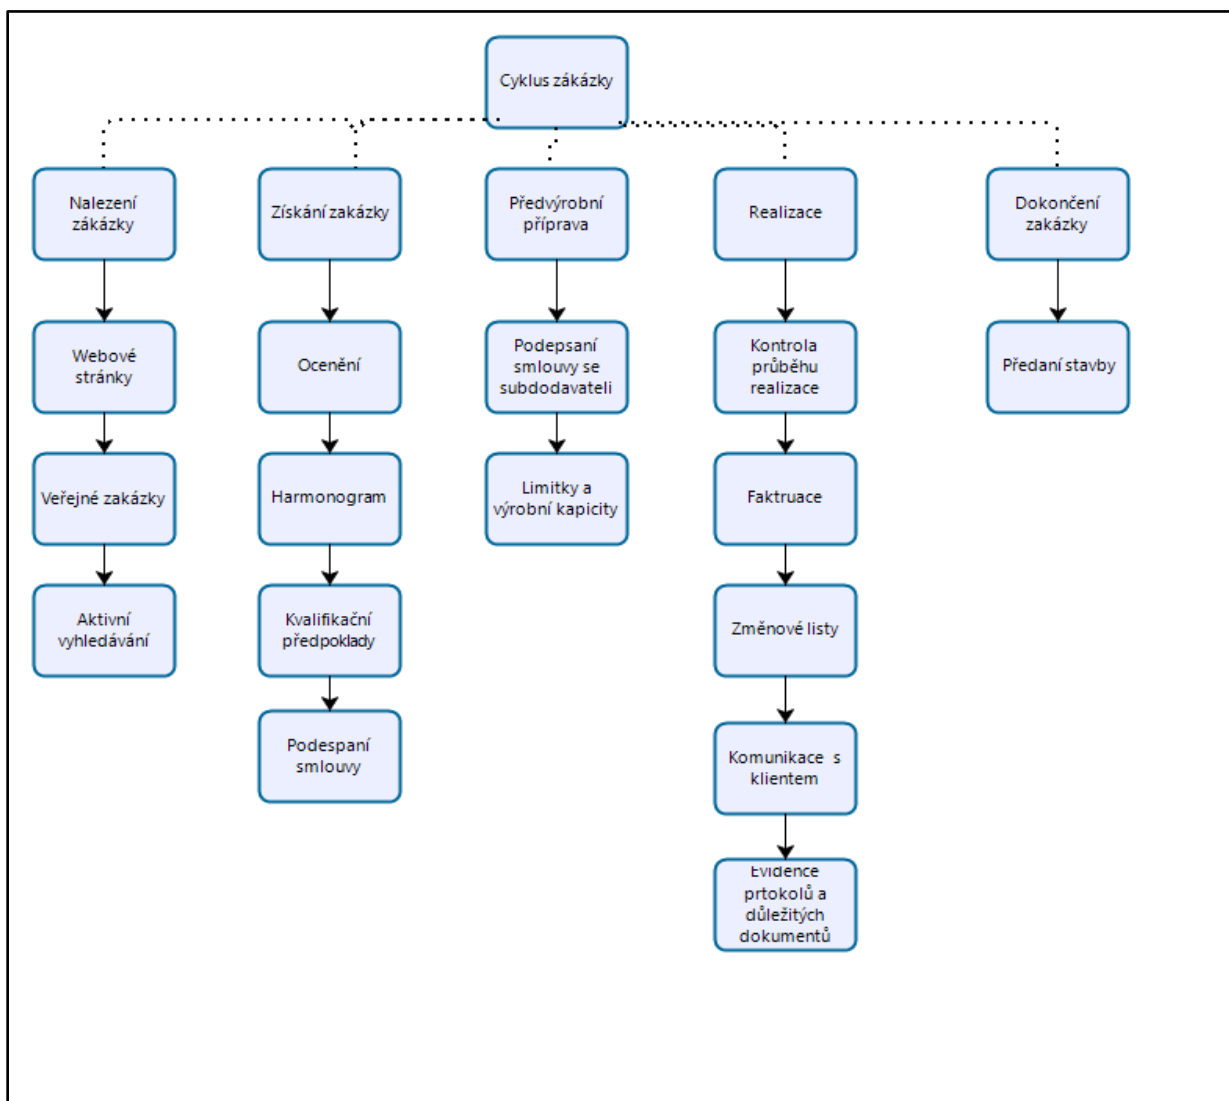 Cyklus zákázky
Nalezení
zákázky
Získání zakázky
Předvýrobní
příprava
Realizace
Dokončení
zakázky
Webové
stránky
Ocenění
Podepsaní
smlouvy se
subdodavateli
Kontrola
průběhu
realizace
Předaní stavby
Veřejné zakázky
Harmonogram
Limitky a
výrobní kapicity
Faktruace
Aktivní
vyhledávání
Kvalifikační
předpoklady
Změnové listy
Podespaní
smlouvy
Komunikace s
klientem
Evidence
prtokolů a
důležitých
dokumentů